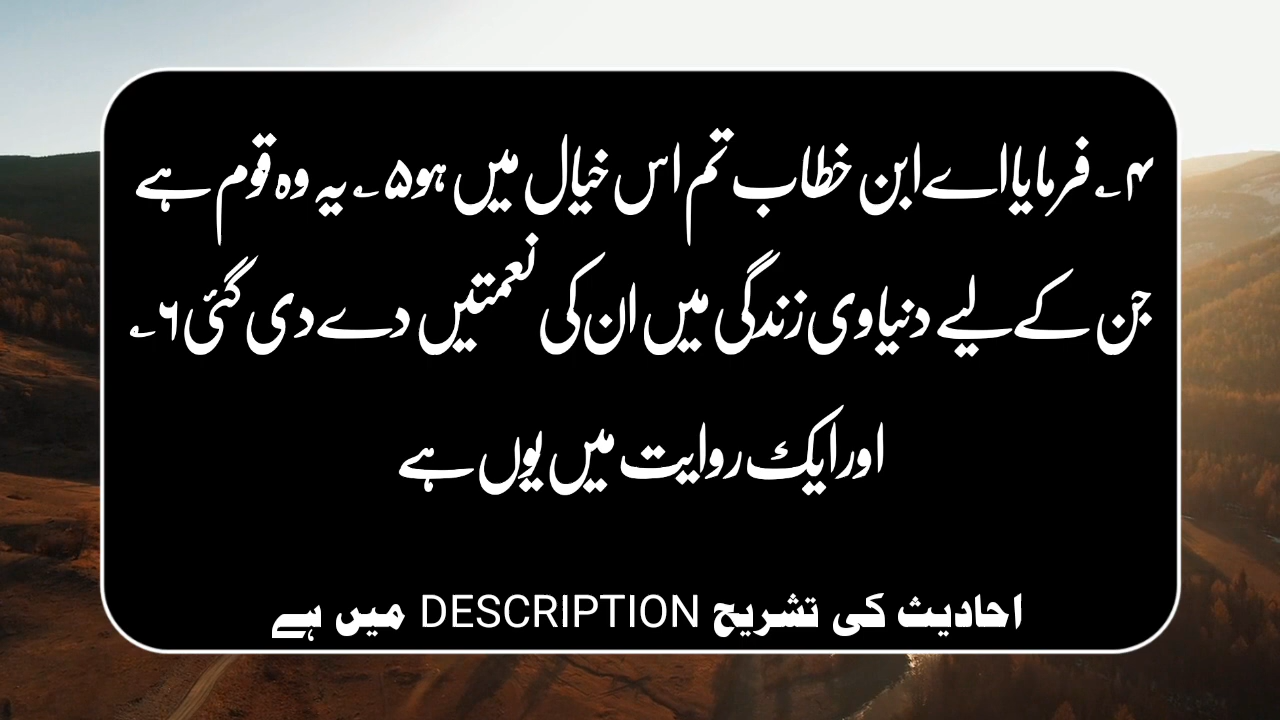 ۴؎ فرمایا اے ابن خطاب تم اس خیال میں ہو ۵؎ یہ وہ قوم ہے
جن کے لیے دنیاوی زندگی میں ان کی نعمتیں دے دی گئی ۶؎
اور ایک روایت میں یوں ہے
احادیث کی تشریح DESCRIPTION میں ہے